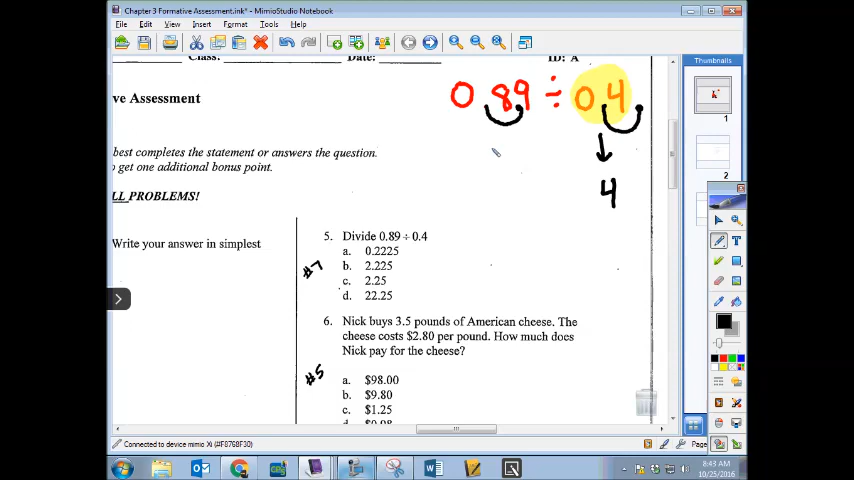 Chapter 3 Formative Assessment.ink* - MimioStudio Notebook
File Edit View Insert Format Tools Help
Class: Date: ID: A
Thumbnails
0 89 ÷ 0 4
ve Assessment
1
best completes the statement or answers the question.
to get one additional bonus point.
2
4
LL PROBLEMS!
Write your answer in simplest
5. Divide 0.89 ÷ 0.4
a. 0.2225
#7 b. 2.225
c. 2.25
d. 22.25
6. Nick buys 3.5 pounds of American cheese. The
cheese costs $2.80 per pound. How much does
Nick pay for the cheese?
#5 a. $98.00
b. $9.80
c. $1.25
Connected to device mimio Xi (#F8768F30)
Page
8:43 AM
10/25/2016